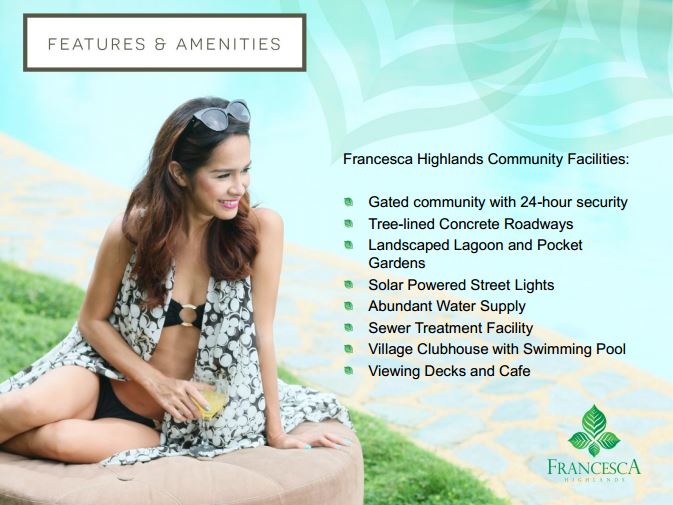 FEATURES & AMENITIES
Francesca Highlands Community Facilities:
Gated community with 24-hour security
Tree-lined Concrete Roadways
Landscaped Lagoon and Pocket
Gardens
Solar Powered Street Lights
Abundant Water Supply
Sewer Treatment Facility
Village Clubhouse with Swimming Pool
Viewing Decks and Cafe
FRANCESCA
HIGHLANDS